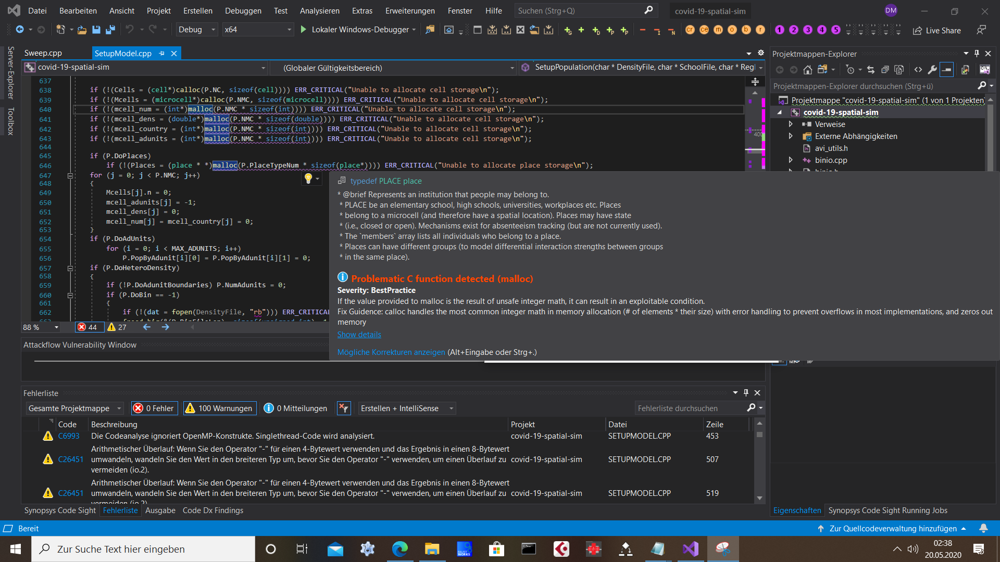 Datei Bearbeiten Ansicht Projekt Erstellen Debuggen Test Analysieren Extras Erweiterungen Fenster Hilfe Suchen (Strg+Q) covid-19-spatial-sim DM
Debug x64 Lokaler Windows-Debugger Live Share
Server-Explorer
Toolbox
Sweep.cpp SetupModel.cpp
covid-19-spatial-sim (Globaler Gültigkeitsbereich) SetupPopulation(char * DensityFile, char * SchoolFile, char * Regl
637
638 if (!(Cells = (cell*)calloc(P.NC, sizeof(cell)))) ERR_CRITICAL("Unable to allocate cell storage\n");
639 if (!(Mcells = (microcell*)calloc(P.NMC, sizeof(microcell)))) ERR_CRITICAL("Unable to allocate cell storage\n");
640 if (!(mcell_num = (int*)malloc(P.NMC * sizeof(int)))) ERR_CRITICAL("Unable to allocate cell storage\n");
641 if (!(mcell_dens = (double*)malloc(P.NMC * sizeof(double)))) ERR_CRITICAL("Unable to allocate cell storage\n");
642 if (!(mcell_country = (int*)malloc(P.NMC * sizeof(int)))) ERR_CRITICAL("Unable to allocate cell storage\n");
643 if (!(mcell_adunits = (int*)malloc(P.NMC * sizeof(int)))) ERR_CRITICAL("Unable to allocate cell storage\n");
644
645 if (P.DoPlaces)
646 if (!(Places = (place * *)malloc(P.PlaceTypeNum * sizeof(place*)))) ERR_CRITICAL("Unable to allocate place storage\n");
647 for (j = 0; j < P.NMC; j++)
648 {
649 Mcells[j].n = 0;
650 mcell_adunits[j] = -1;
651 mcell_dens[j] = 0;
652 mcell_num[j] = mcell_country[j] = 0;
653 }
654 if (P.DoAdUnits)
655 for (i = 0; i < MAX_ADUNITS; i++)
656 P.PopByAdunit[i][0] = P.PopByAdunit[i][1] = 0;
657 if (P.DoHeteroDensity)
658 {
659 if (!P.DoAdunitBoundaries) P.NumAdunits = 0;
660 if (P.DoBin == -1)
661 {
662 if (!(dat = fopen(DensityFile, "rb"))) ERR_CRITICAL
88 % 44 27
typedef PLACE place
* @brief Represents an institution that people may belong to.
* PLACE be an elementary school, high schools, universities, workplaces etc. Places
* belong to a microcell (and therefore have a spatial location). Places may have state
* (i.e., closed or open). Mechanisms exist for absenteeism tracking (but are not currently used).
* The `members` array lists all individuals who belong to a place.
* Places can have different groups (to model differential interaction strengths between groups
* in the same place).
Problematic C function detected (malloc)
Severity: BestPractice
If the value provided to malloc is the result of unsafe integer math, it can result in an exploitable condition.
Fix Guidence: calloc handles the most common integer math in memory allocation (# of elements * their size) with error handling to prevent overflows in most implementations, and zeros out
memory
Show details
Mögliche Korrekturen anzeigen (Alt+Eingabe oder Strg+.)
Projektmappen-Explorer
Projektmappen-Explorer durchsuchen (Strg+ü)
Projektmappe "covid-19-spatial-sim" (1 von 1 Projekten)
covid-19-spatial-sim
Verweise
Externe Abhängigkeiten
avi_utils.h
binio.cpp
Attackflow Vulnerability Window
Fehlerliste
Gesamte Projektmappe 0 Fehler 100 Warnungen 0 Mitteilungen Erstellen + IntelliSense Fehlerliste durchsuchen
Code Beschreibung Projekt Datei Zeile
C6993 Die Codeanalyse ignoriert OpenMP-Konstrukte. Singlethread-Code wird analysiert. covid-19-spatial-sim SETUPMODEL.CPP 453
Arithmetischer Überlauf: Wenn Sie den Operator "-" für einen 4-Bytewert verwenden und das Ergebnis in einen 8-Bytewert
C26451 umwandeln, wandeln Sie den Wert in den breiteren Typ um, bevor Sie den Operator "-" verwenden, um einen Überlauf zu covid-19-spatial-sim SETUPMODEL.CPP 507
vermeiden (io.2).
Arithmetischer Überlauf: Wenn Sie den Operator "-" für einen 4-Bytewert verwenden und das Ergebnis in einen 8-Bytewert
C26451 umwandeln, wandeln Sie den Wert in den breiteren Typ um, bevor Sie den Operator "-" verwenden, um einen Überlauf zu covid-19-spatial-sim SETUPMODEL.CPP 519
vermeiden (io.2)
Synopsys Code Sight Fehlerliste Ausgabe Code Dx Findings
Eigenschaften Synopsys Code Sight Running Jobs
Bereit Zur Quellcodeverwaltung hinzufügen
Zur Suche Text hier eingeben
02:38
20.05.2020